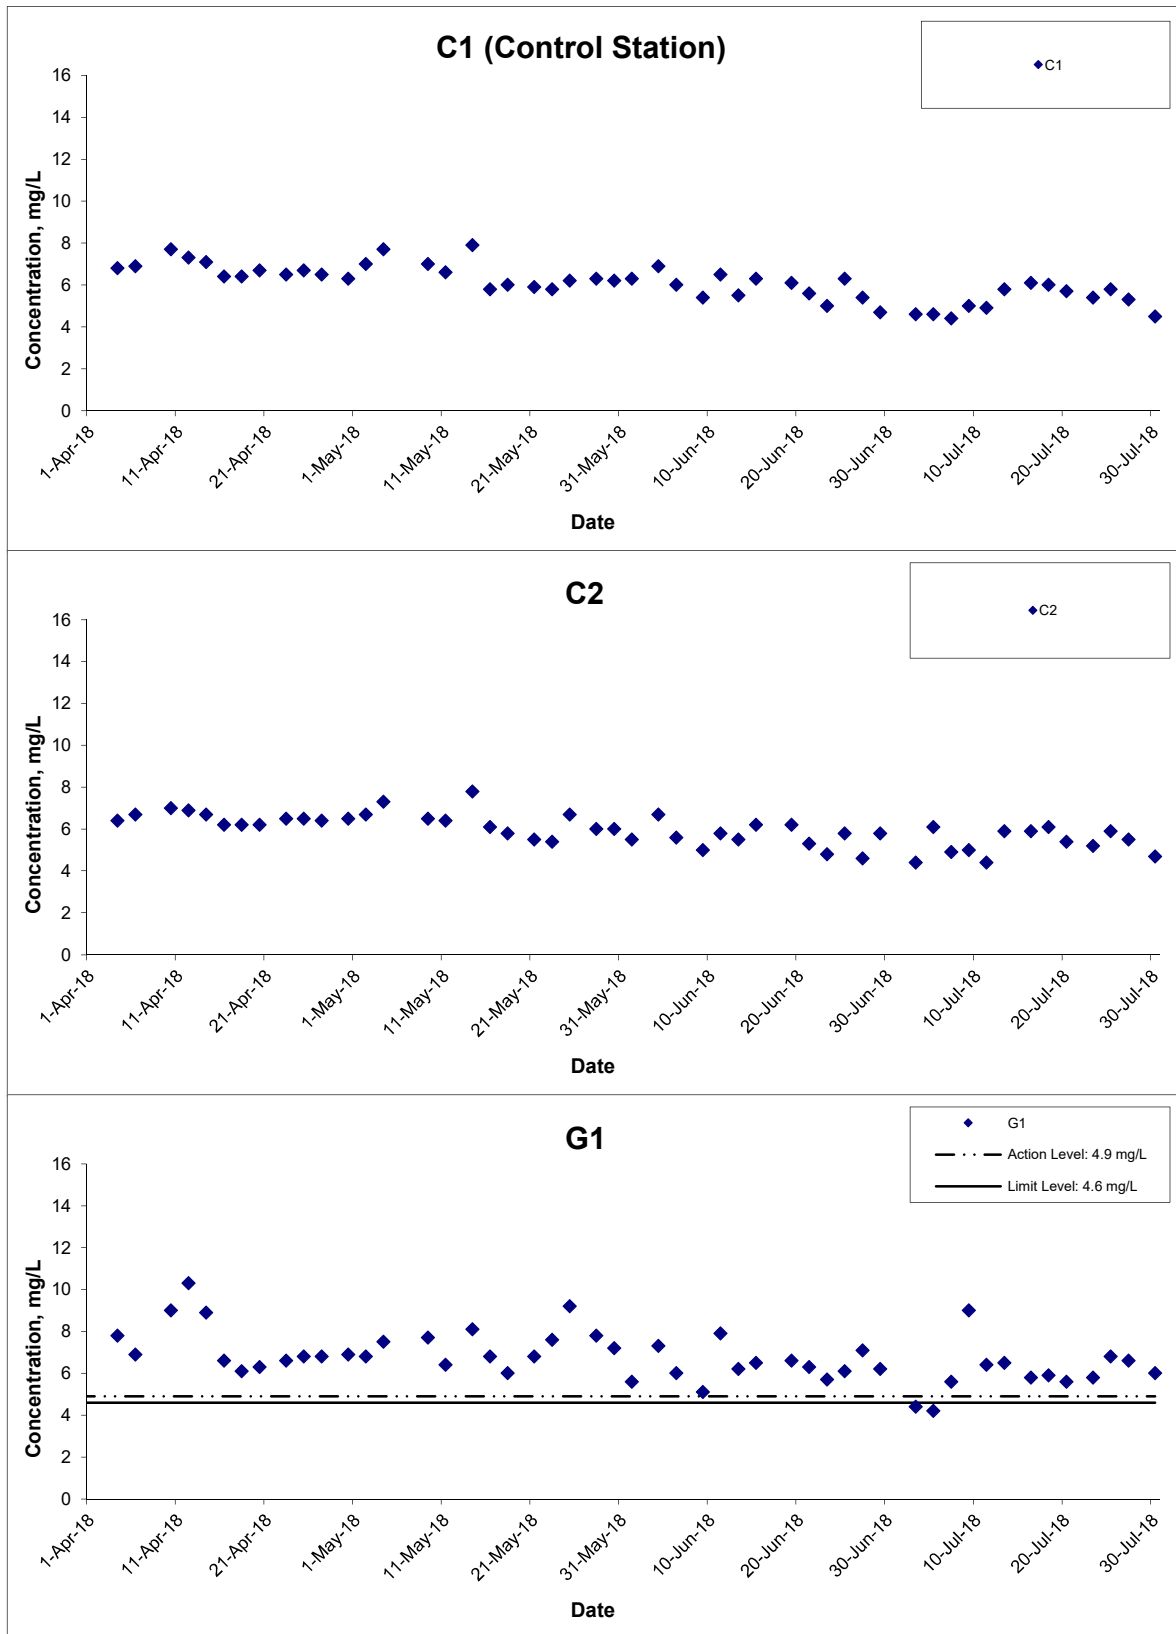 C1 (Control Station)
C1
Concentration, mg/L
16
14
12
10
8
6
4
2
0
1-Apr-18
11-Apr-18
21-Apr-18
1-May-18
11-May-18
21-May-18
31-May-18
10-Jun-18
20-Jun-18
30-Jun-18
10-Jul-18
20-Jul-18
30-Jul-18
Date
C2
C2
Concentration, mg/L
16
14
12
10
8
6
4
2
0
1-Apr-18
11-Apr-18
21-Apr-18
1-May-18
11-May-18
21-May-18
31-May-18
10-Jun-18
20-Jun-18
30-Jun-18
10-Jul-18
20-Jul-18
30-Jul-18
Date
G1
G1
Action Level: 4.9 mg/L
Limit Level: 4.6 mg/L
Concentration, mg/L
16
14
12
10
8
6
4
2
0
1-Apr-18
11-Apr-18
21-Apr-18
1-May-18
11-May-18
21-May-18
31-May-18
10-Jun-18
20-Jun-18
30-Jun-18
10-Jul-18
20-Jul-18
30-Jul-18
Date